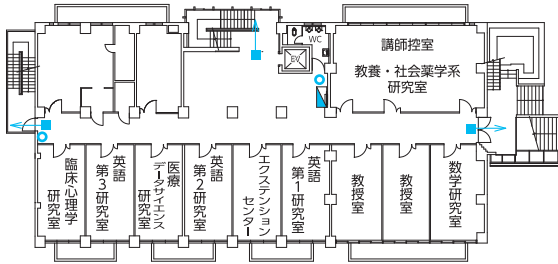 WC
EV
講師控室
教養・社会薬学系
研究室
臨床心理学
研究室
英語
第3研究室
医療
データサイエンス
研究室
英語
第2研究室
エクステンション
センター
英語
第1研究室
教授室
教授室
数学研究室